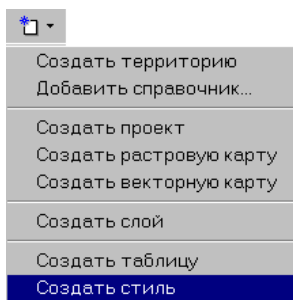 Создать территорию
Добавить справочник...
Создать проект
Создать растровую карту
Создать векторную карту
Создать слой
Создать таблицу
Создать стиль